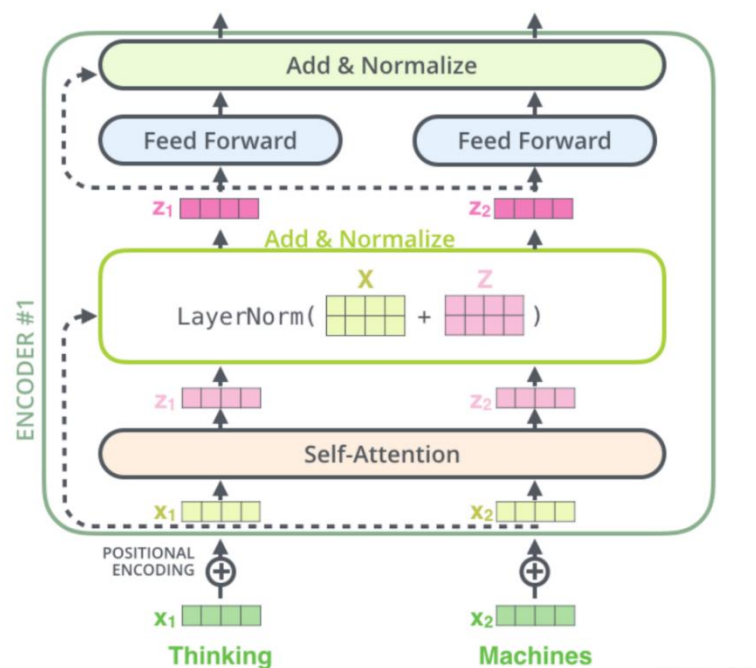 Add & Normalize
Feed Forward
Feed Forward
z₁
z₂
Add & Normalize
X
Z
LayerNorm(
+
)
ENCODER #1
z₁
z₂
Self-Attention
x₁
x₂
POSITIONAL
ENCODING
+
+
x₁
x₂
Thinking
Machines